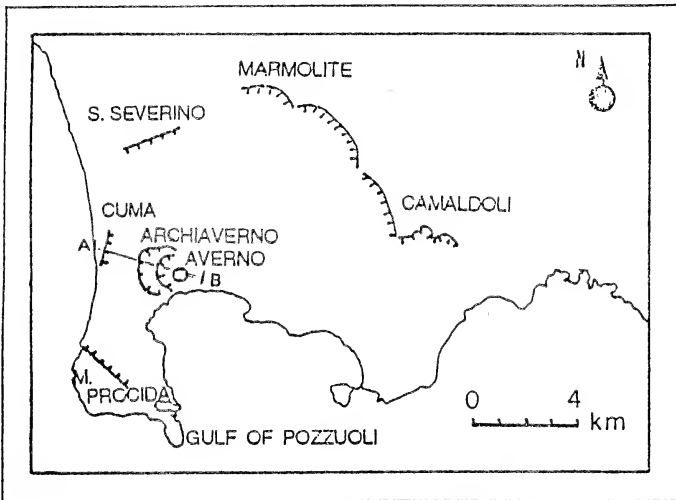 N
MARMOLITE
S. SEVERINO
CAMALDOLI
CUMA
ARCHIAVERNO
A
AVERNO
B
M.
PROCIDA
0 4
km
GULF OF POZZUOLI